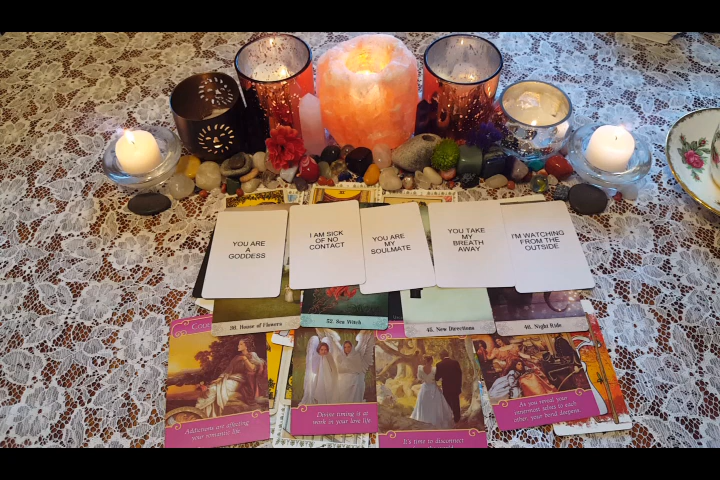 YOU ARE
A
GODDESS
I AM SICK
OF NO
CONTACT
YOU ARE
MY
SOULMATE
YOU TAKE
MY
BREATH
AWAY
I'M WATCHING
FROM THE
OUTSIDE
30. House of Flowers
52. Sea Witch
45. New Directions
40. Night Ride
Addictions are affecting
your romantic life.
Divine timing is at
work in your love life
It's time to disconnect
As you reveal your
innermost selves to each
other, your bond deepens.